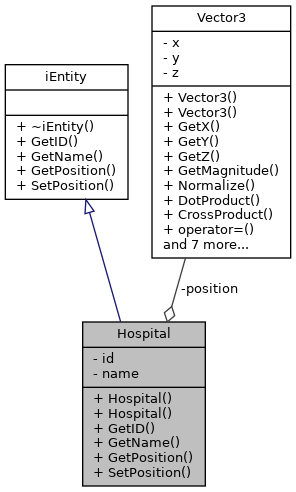 Vector3
- x
- y
- z
+ Vector3()
+ Vector3()
+ GetX()
+ GetY()
+ GetZ()
+ GetMagnitude()
+ Normalize()
+ DotProduct()
+ CrossProduct()
+ operator=()
and 7 more...
iEntity
+ ~iEntity()
+ GetID()
+ GetName()
+ GetPosition()
+ SetPosition()
-position
Hospital
- id
- name
+ Hospital()
+ Hospital()
+ GetID()
+ GetName()
+ GetPosition()
+ SetPosition()